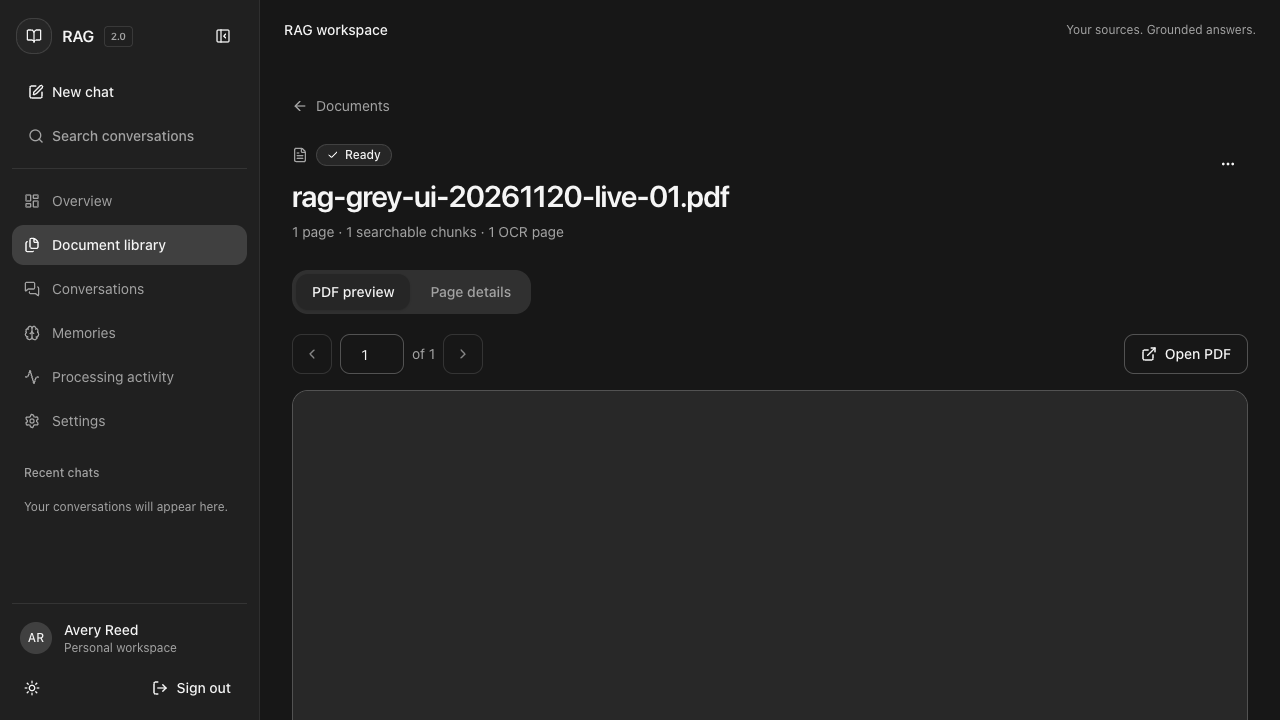 RAG 2.0
New chat
Search conversations
Overview
Document library
Conversations
Memories
Processing activity
Settings
Recent chats
Your conversations will appear here.
AR
Avery Reed
Personal workspace
Sign out
RAG workspace
Your sources. Grounded answers.
Documents
Ready
rag-grey-ui-20261120-live-01.pdf
1 page · 1 searchable chunks · 1 OCR page
PDF preview
Page details
1 of 1
Open PDF